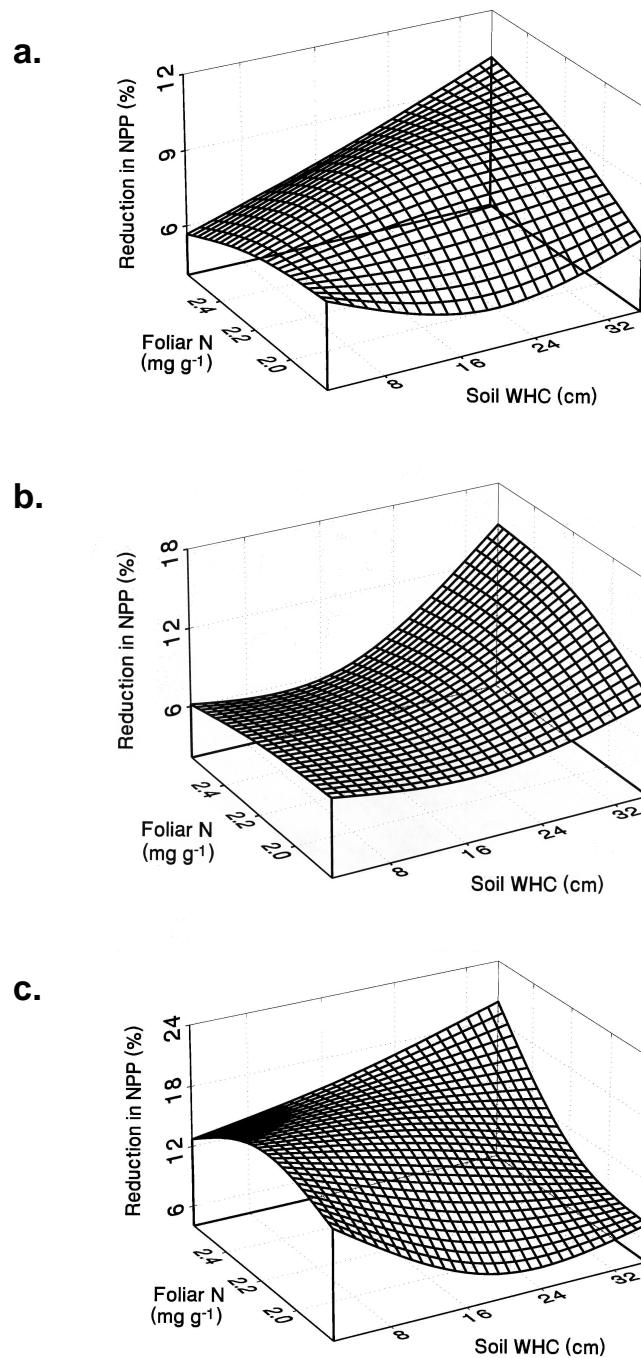 a.
12
9
6
Reduction in NPP (%)
2.4
2.2
2.0
Foliar N
(mg g-1)
8
16
24
32
Soil WHC (cm)
b.
18
12
6
Reduction in NPP (%)
2.4
2.2
2.0
Foliar N
(mg g-1)
8
16
24
32
Soil WHC (cm)
c.
24
18
12
6
Reduction in NPP (%)
2.4
2.2
2.0
Foliar N
(mg g-1)
8
16
24
32
Soil WHC (cm)